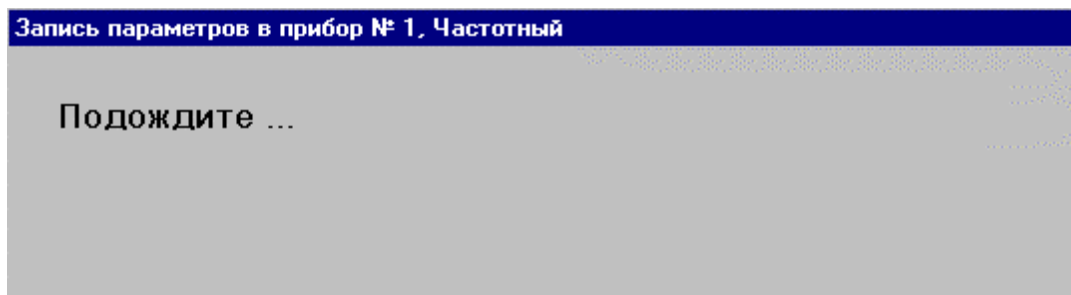 Запись параметров в прибор № 1, Частотный
Подождите ...